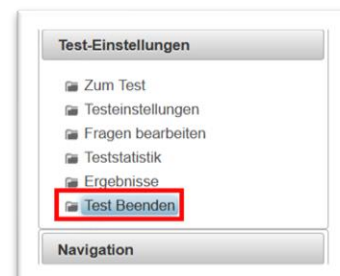 Test-Einstellungen
Zum Test
Testeinstellungen
Fragen bearbeiten
Teststatistik
Ergebnisse
Test Beenden
Navigation